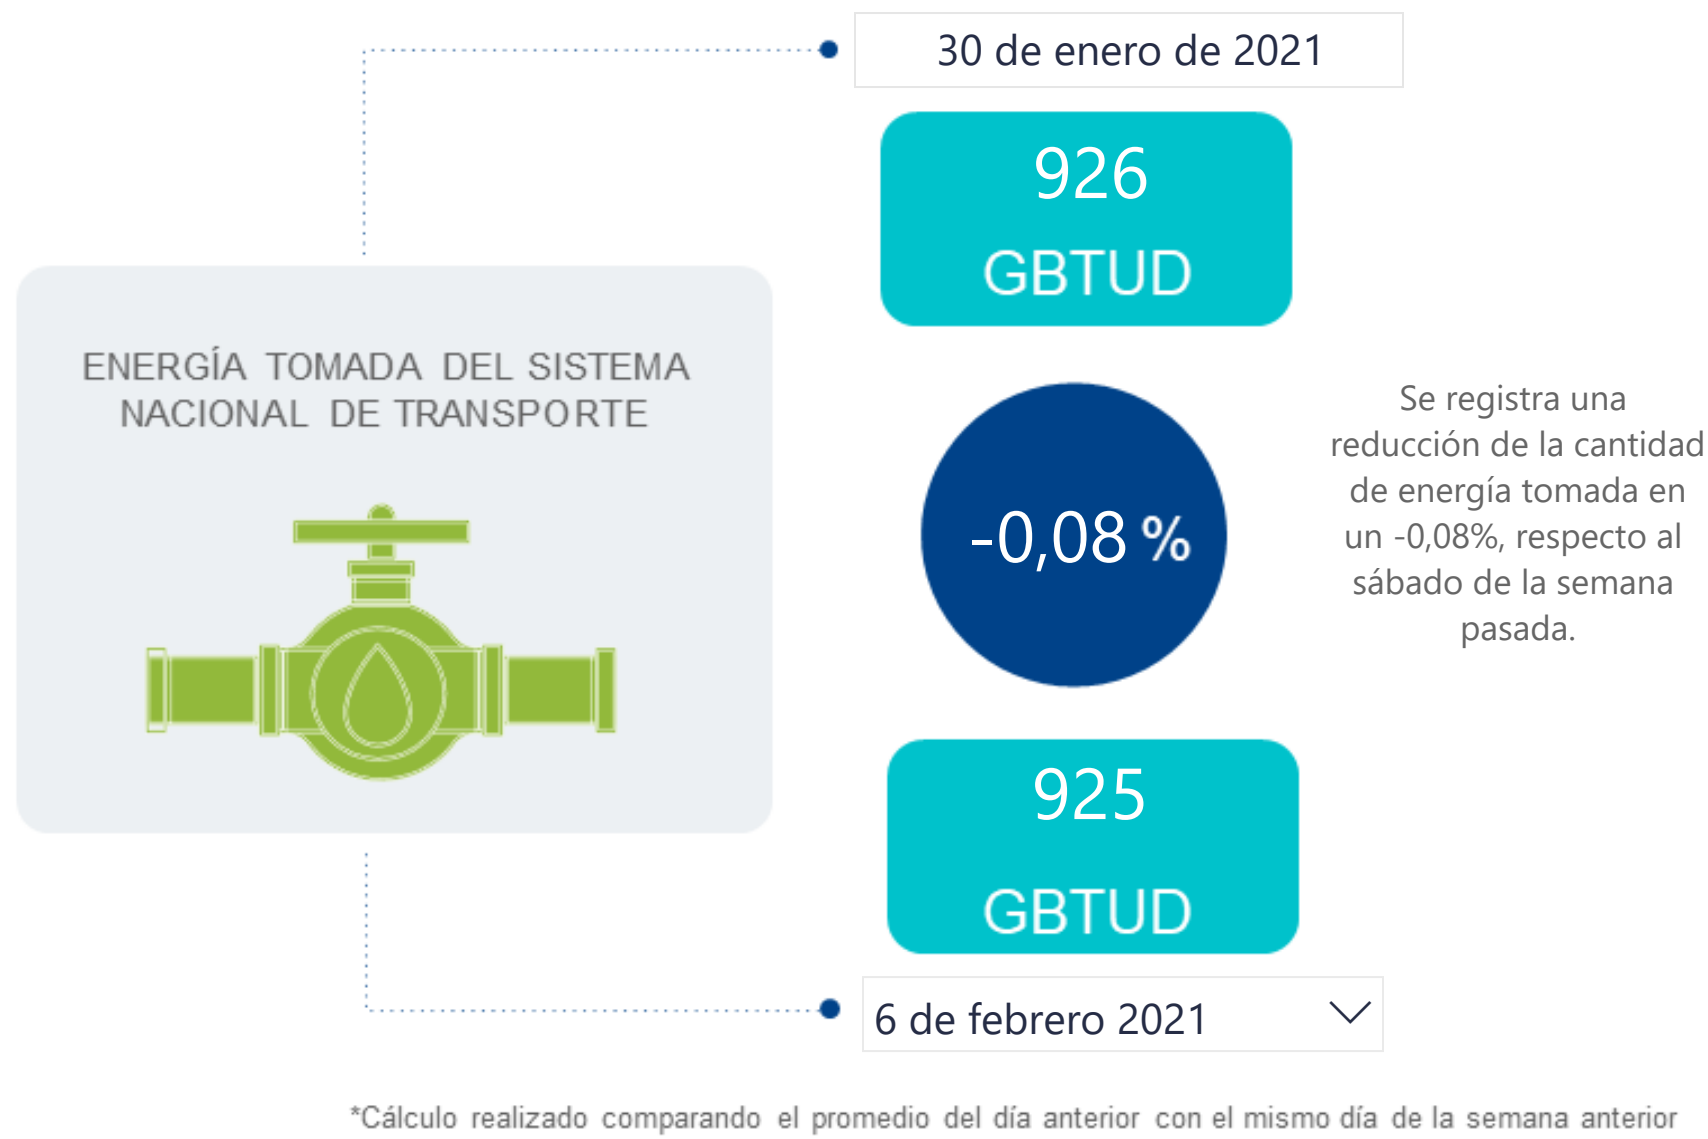 30 de enero de 2021
926
GBTUD
ENERGÍA TOMADA DEL SISTEMA
NACIONAL DE TRANSPORTE
-0,08 %
Se registra una
reducción de la cantidad
de energía tomada en
un -0,08%, respecto al
sábado de la semana
pasada.
925
GBTUD
6 de febrero 2021
*Cálculo realizado comparando el promedio del día anterior con el mismo día de la semana anterior